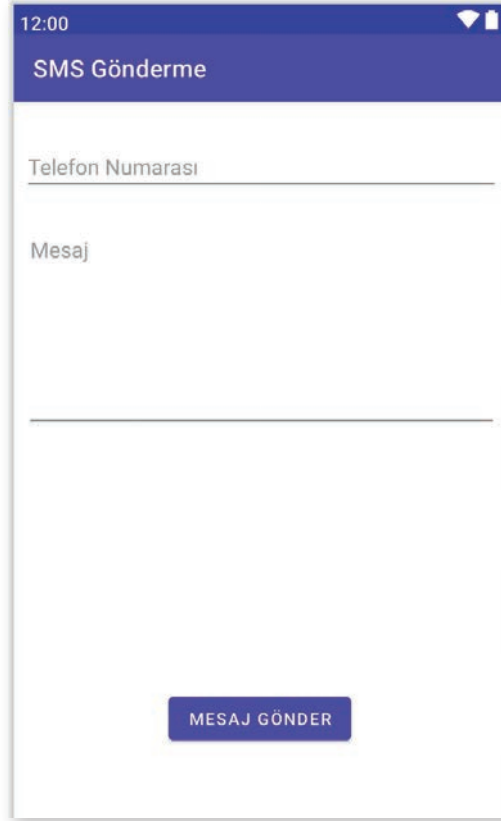 12:00
SMS Gönderme
Telefon Numarası
Mesaj
MESAJ GÖNDER